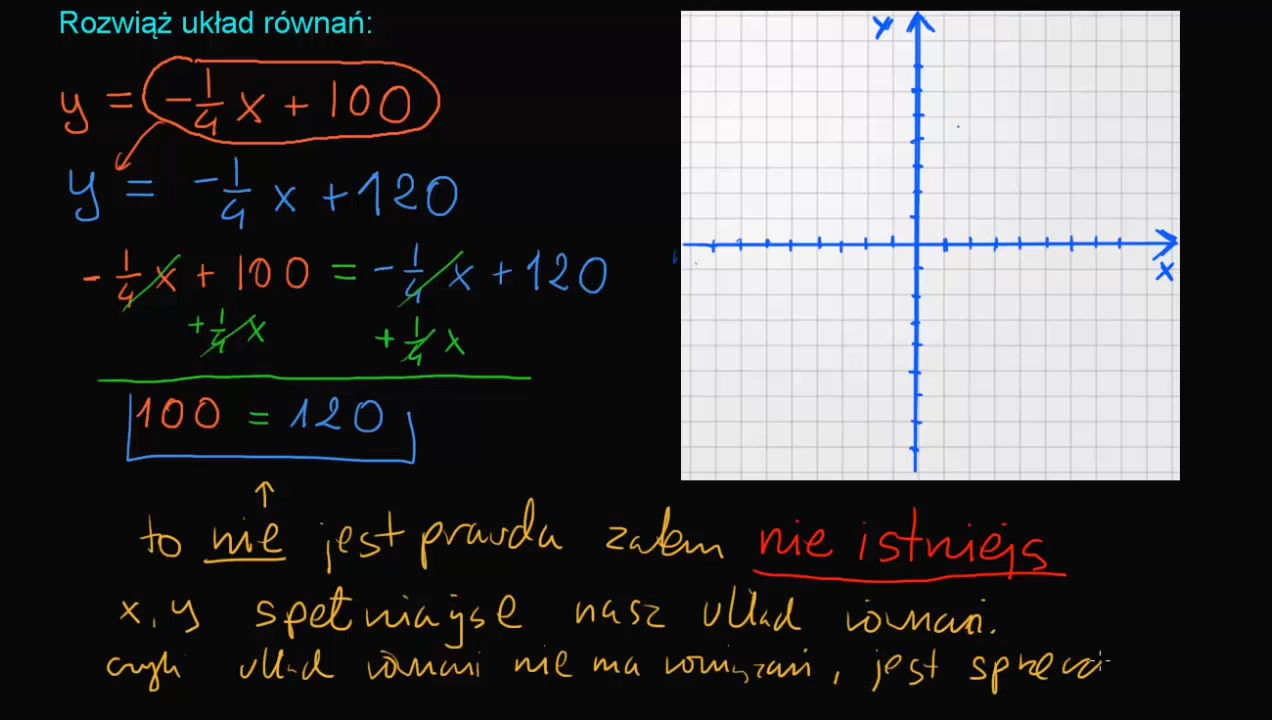 Rozwiąż układ równań:
y = -1/4 x + 100
y = -1/4 x + 120
-1/4 x + 100 = -1/4 x + 120
+1/4 x +1/4 x
100 = 120
↑
to nie jest prawda zatem nie istnieją
x, y spełniające nasz układ równań.
czyli układ równań nie ma rozwiązań, jest sprzecz
y
x